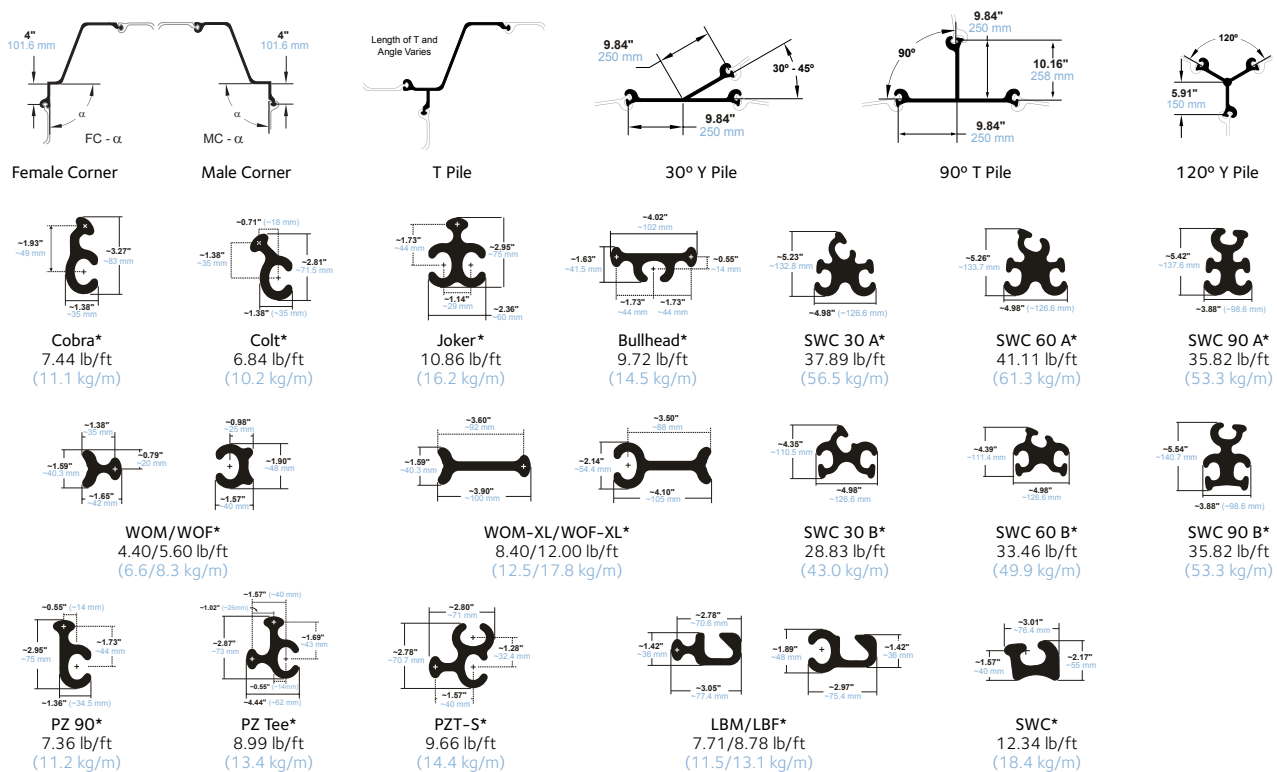 4"
101.6 mm
α
FC - α
Female Corner
4"
101.6 mm
α
MC - α
Male Corner
Length of T and
Angle Varies
T Pile
9.84"
250 mm
30º - 45º
9.84"
250 mm
30º Y Pile
9.84"
250 mm
90º
10.16"
258 mm
9.84"
250 mm
90º T Pile
120º
5.91"
150 mm
120º Y Pile
~1.93"
~49 mm
~3.27"
~83 mm
~1.38"
~35 mm
Cobra*
7.44 lb/ft
(11.1 kg/m)
~0.71" (~18 mm)
~1.38"
~35 mm
~2.81"
~71.5 mm
~1.38" (~35 mm)
Colt*
6.84 lb/ft
(10.2 kg/m)
~1.73"
~44 mm
~2.95"
~75 mm
~1.14"
~29 mm
~2.36"
~60 mm
Joker*
10.86 lb/ft
(16.2 kg/m)
~4.02"
~102 mm
~1.63"
~41.5 mm
~0.55"
~14 mm
~1.73" ~1.73"
~44 mm ~44 mm
Bullhead*
9.72 lb/ft
(14.5 kg/m)
~5.23"
~132.8 mm
~4.98" (~126.6 mm)
SWC 30 A*
37.89 lb/ft
(56.5 kg/m)
~5.26"
~133.7 mm
~4.98" (~126.6 mm)
SWC 60 A*
41.11 lb/ft
(61.3 kg/m)
~5.42"
~137.6 mm
~3.88" (~98.6 mm)
SWC 90 A*
35.82 lb/ft
(53.3 kg/m)
~1.38"
~35 mm
~0.79"
~20 mm
~1.59"
~40.3 mm
~1.65"
~42 mm
~0.98"
~25 mm
~1.90"
~48 mm
~1.57"
~40 mm
WOM/WOF*
4.40/5.60 lb/ft
(6.6/8.3 kg/m)
~3.60"
~92 mm
~1.59"
~40.3 mm
~3.90"
~100 mm
~3.50"
~88 mm
~2.14"
~54.4 mm
~4.10"
~105 mm
WOM-XL/WOF-XL*
8.40/12.00 lb/ft
(12.5/17.8 kg/m)
~4.35"
~110.5 mm
~4.98"
~126.6 mm
SWC 30 B*
28.83 lb/ft
(43.0 kg/m)
~4.39"
~111.4 mm
~4.98"
~126.6 mm
SWC 60 B*
33.46 lb/ft
(49.9 kg/m)
~5.54"
~140.7 mm
~3.88" (~98.6 mm)
SWC 90 B*
35.82 lb/ft
(53.3 kg/m)
~0.55" (~14 mm)
~2.95"
~75 mm
~1.73"
~44 mm
~1.36" (~34.5 mm)
PZ 90*
7.36 lb/ft
(11.2 kg/m)
~1.57" (~40 mm)
~1.02" (~26mm)
~2.87"
~73 mm
~1.69"
~43 mm
~0.55" (~14mm)
~4.44" (~62 mm)
PZ Tee*
8.99 lb/ft
(13.4 kg/m)
~2.80"
~71 mm
~2.78"
~70.7 mm
~1.28"
~32.4 mm
~1.57"
~40 mm
PZT-S*
9.66 lb/ft
(14.4 kg/m)
~2.78"
~70.6 mm
~1.42"
~36 mm
~3.05"
~77.4 mm
~1.89"
~48 mm
~1.42"
~36 mm
~2.97"
~75.4 mm
LBM/LBF*
7.71/8.78 lb/ft
(11.5/13.1 kg/m)
~3.01"
~76.4 mm
~1.57"
~40 mm
~2.17"
~55 mm
SWC*
12.34 lb/ft
(18.4 kg/m)